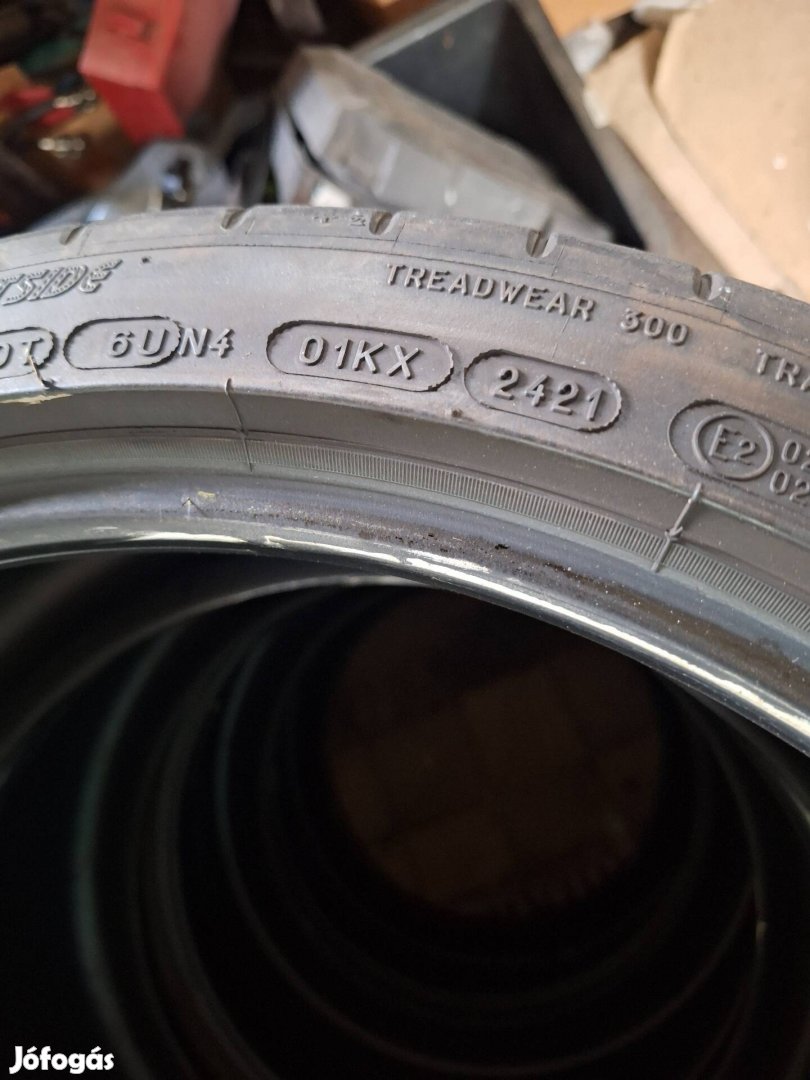 TREADWEAR 300
6UN4 01KX 2421 E2
Jófogás